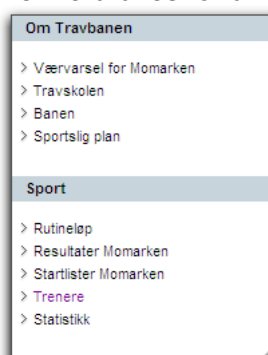 Om Travbanen
> Værvarsel for Momarken
> Travskolen
> Banen
> Sportslig plan
Sport
> Rutineløp
> Resultater Momarken
> Startlister Momarken
> Trenere
> Statistikk